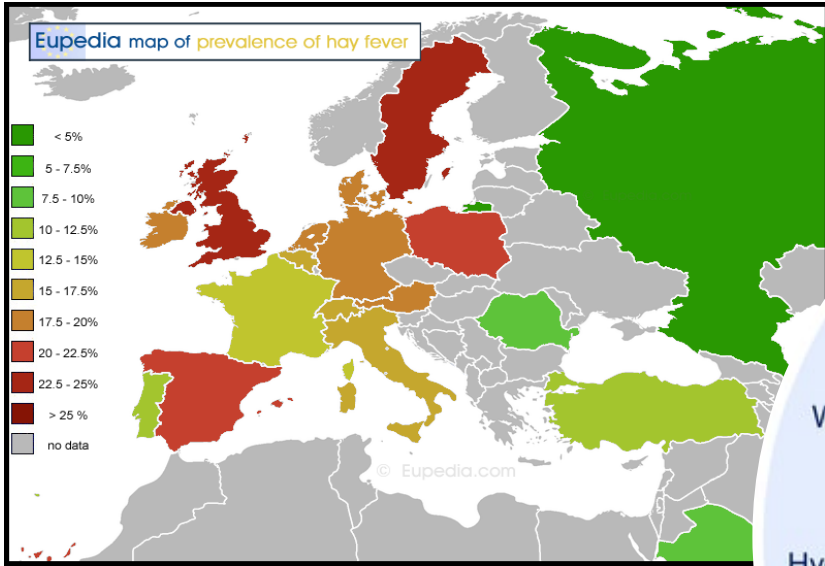 Eupedia map of prevalence of hay fever
< 5%
5 - 7.5%
7.5 - 10%
10 - 12.5%
12.5 - 15%
15 - 17.5%
17.5 - 20%
20 - 22.5%
22.5 - 25%
> 25 %
no data
© Eupedia.com
W
Hy